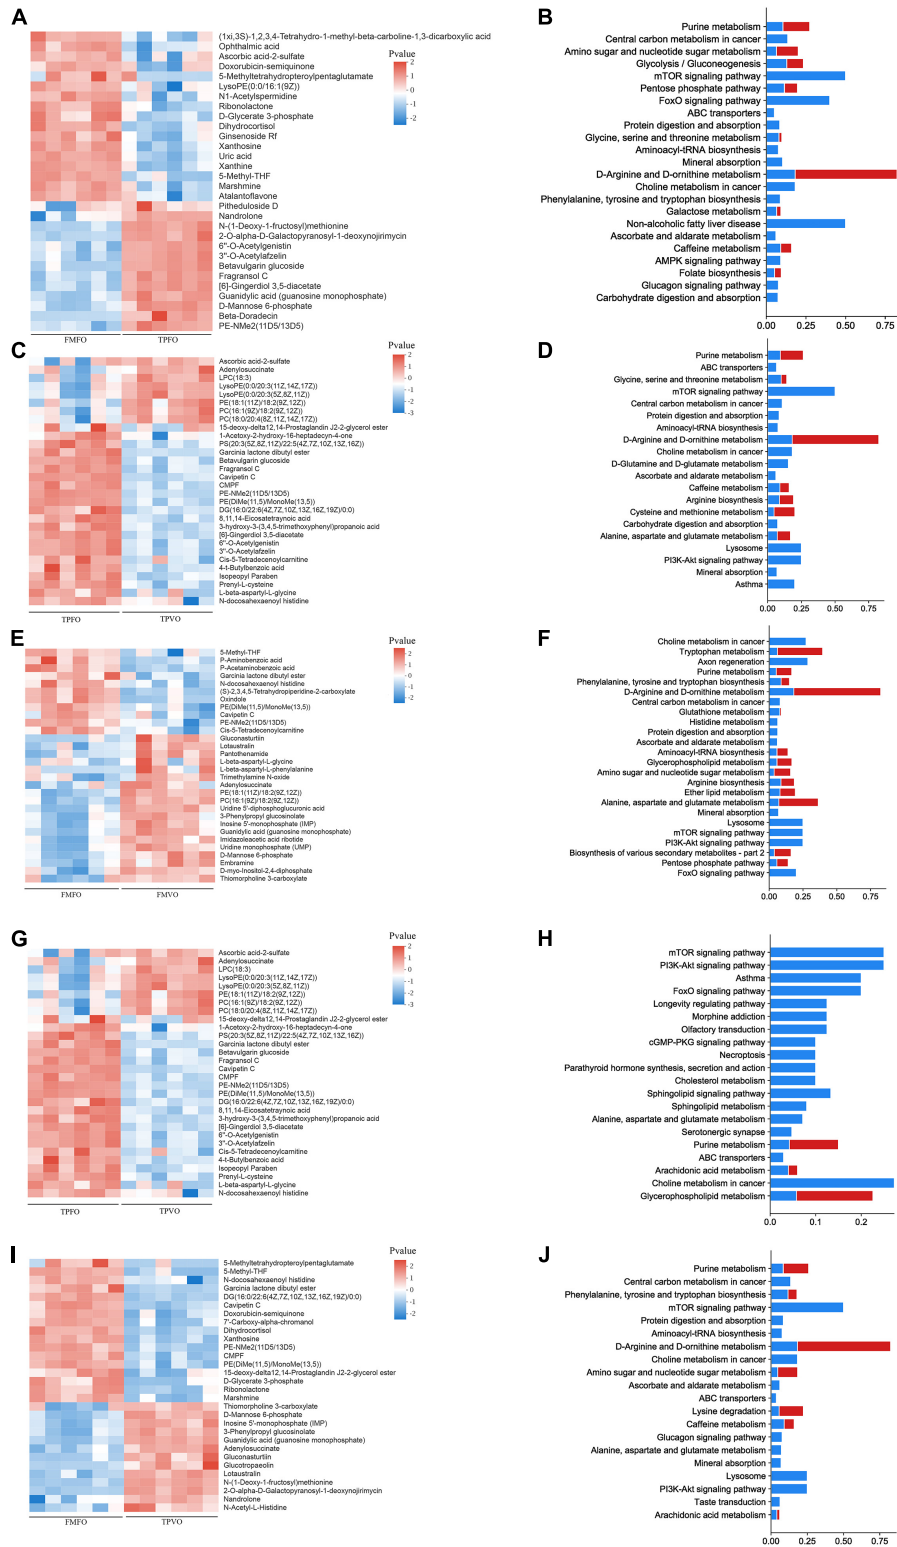 A
(1xi,3S)-1,2,3,4-Tetrahydro-1-methyl-beta-carboline-1,3-dicarboxylic acid
Ophthalmic acid
Ascorbic acid-2-sulfate
Doxorubicin-semiquinone
5-Methyltetrahydropteroylpentaglutamate
LysoPE(0:0/16:1(9Z))
N1-Acetylspermidine
Ribonolactone
D-Glycerate 3-phosphate
Dihydrocortisol
Ginsenoside Rf
Xanthosine
Uric acid
Xanthine
5-Methyl-THF
Marshmine
Atalantoflavone
Pitheduloside D
Nandrolone
N-(1-Deoxy-1-fructosyl)methionine
2-O-alpha-D-Galactopyranosyl-1-deoxynojirimycin
6"-O-Acetylgenistin
3"-O-Acetylafzelin
Betavulgarin glucoside
Fragransol C
[6]-Gingerdiol 3,5-diacetate
Guanidylic acid (guanosine monophosphate)
D-Mannose 6-phosphate
Beta-Doradecin
PE-NMe2(11D5/13D5)
FMFO TPFO
Pvalue
2
1
0
-1
-2
B
Purine metabolism
Central carbon metabolism in cancer
Amino sugar and nucleotide sugar metabolism
Glycolysis / Gluconeogenesis
mTOR signaling pathway
Pentose phosphate pathway
FoxO signaling pathway
ABC transporters
Protein digestion and absorption
Glycine, serine and threonine metabolism
Aminoacyl-tRNA biosynthesis
Mineral absorption
D-Arginine and D-ornithine metabolism
Choline metabolism in cancer
Phenylalanine, tyrosine and tryptophan biosynthesis
Galactose metabolism
Non-alcoholic fatty liver disease
Ascorbate and aldarate metabolism
Caffeine metabolism
AMPK signaling pathway
Folate biosynthesis
Glucagon signaling pathway
Carbohydrate digestion and absorption
0.00 0.25 0.50 0.75
C
Ascorbic acid-2-sulfate
Adenylosuccinate
LPC(18:3)
LysoPE(0:0/20:3(11Z,14Z,17Z))
LysoPE(0:0/20:3(5Z,8Z,11Z))
PE(18:1(11Z)/18:2(9Z,12Z))
PC(16:1(9Z)/18:2(9Z,12Z))
PC(18:0/20:4(8Z,11Z,14Z,17Z))
15-deoxy-delta12,14-Prostaglandin J2-2-glycerol ester
1-Acetoxy-2-hydroxy-16-heptadecyn-4-one
PS(20:3(5Z,8Z,11Z)/22:5(4Z,7Z,10Z,13Z,16Z))
Garcinia lactone dibutyl ester
Betavulgarin glucoside
Fragransol C
Cavipetin C
CMPF
PE-NMe2(11D5/13D5)
PE(DiMe(11,5)/MonoMe(13,5))
DG(16:0/22:6(4Z,7Z,10Z,13Z,16Z,19Z)/0:0)
8,11,14-Eicosatetraynoic acid
3-hydroxy-3-(3,4,5-trimethoxyphenyl)propanoic acid
[6]-Gingerdiol 3,5-diacetate
6"-O-Acetylgenistin
3"-O-Acetylafzelin
Cis-5-Tetradecenoylcarnitine
4-t-Butylbenzoic acid
Isopeopyl Paraben
Prenyl-L-cysteine
L-beta-aspartyl-L-glycine
N-docosahexaenoyl histidine
TPFO TPVO
Pvalue
2
1
0
-1
-2
-3
D
Purine metabolism
ABC transporters
Glycine, serine and threonine metabolism
mTOR signaling pathway
Central carbon metabolism in cancer
Protein digestion and absorption
Aminoacyl-tRNA biosynthesis
D-Arginine and D-ornithine metabolism
Choline metabolism in cancer
D-Glutamine and D-glutamate metabolism
Ascorbate and aldarate metabolism
Caffeine metabolism
Arginine biosynthesis
Cysteine and methionine metabolism
Carbohydrate digestion and absorption
Alanine, aspartate and glutamate metabolism
Lysosome
PI3K-Akt signaling pathway
Mineral absorption
Asthma
0.00 0.25 0.50 0.75
E
5-Methyl-THF
P-Aminobenzoic acid
P-Acetaminobenzoic acid
Garcinia lactone dibutyl ester
N-docosahexaenoyl histidine
(S)-2,3,4,5-Tetrahydropiperidine-2-carboxylate
Oxindole
PE(DiMe(11,5)/MonoMe(13,5))
Cavipetin C
PE-NMe2(11D5/13D5)
Cis-5-Tetradecenoylcarnitine
Gluconasturtiin
Lotaustralin
Pantothenamide
L-beta-aspartyl-L-glycine
L-beta-aspartyl-L-phenylalanine
Trimethylamine N-oxide
Adenylosuccinate
PE(18:1(11Z)/18:2(9Z,12Z))
PC(16:1(9Z)/18:2(9Z,12Z))
Uridine 5'-diphosphoglucuronic acid
3-Phenylpropyl glucosinolate
Inosine 5'-monophosphate (IMP)
Guanidylic acid (guanosine monophosphate)
Imidazoleacetic acid ribotide
Uridine monophosphate (UMP)
D-Mannose 6-phosphate
Embramine
D-myo-Inositol-2,4-diphosphate
Thiomorpholine 3-carboxylate
FMFO FMVO
Pvalue
2
1
0
-1
-2
F
Choline metabolism in cancer
Tryptophan metabolism
Axon regeneration
Purine metabolism
Phenylalanine, tyrosine and tryptophan biosynthesis
D-Arginine and D-ornithine metabolism
Central carbon metabolism in cancer
Glutathione metabolism
Histidine metabolism
Protein digestion and absorption
Ascorbate and aldarate metabolism
Aminoacyl-tRNA biosynthesis
Glycerophospholipid metabolism
Amino sugar and nucleotide sugar metabolism
Arginine biosynthesis
Ether lipid metabolism
Alanine, aspartate and glutamate metabolism
Mineral absorption
Lysosome
mTOR signaling pathway
PI3K-Akt signaling pathway
Biosynthesis of various secondary metabolites - part 2
Pentose phosphate pathway
FoxO signaling pathway
0.00 0.25 0.50 0.75
G
Ascorbic acid-2-sulfate
Adenylosuccinate
LPC(18:3)
LysoPE(0:0/20:3(11Z,14Z,17Z))
LysoPE(0:0/20:3(5Z,8Z,11Z))
PE(18:1(11Z)/18:2(9Z,12Z))
PC(16:1(9Z)/18:2(9Z,12Z))
PC(18:0/20:4(8Z,11Z,14Z,17Z))
15-deoxy-delta12,14-Prostaglandin J2-2-glycerol ester
1-Acetoxy-2-hydroxy-16-heptadecyn-4-one
PS(20:3(5Z,8Z,11Z)/22:5(4Z,7Z,10Z,13Z,16Z))
Garcinia lactone dibutyl ester
Betavulgarin glucoside
Fragransol C
Cavipetin C
CMPF
PE-NMe2(11D5/13D5)
PE(DiMe(11,5)/MonoMe(13,5))
DG(16:0/22:6(4Z,7Z,10Z,13Z,16Z,19Z)/0:0)
8,11,14-Eicosatetraynoic acid
3-hydroxy-3-(3,4,5-trimethoxyphenyl)propanoic acid
[6]-Gingerdiol 3,5-diacetate
6"-O-Acetylgenistin
3"-O-Acetylafzelin
Cis-5-Tetradecenoylcarnitine
4-t-Butylbenzoic acid
Isopeopyl Paraben
Prenyl-L-cysteine
L-beta-aspartyl-L-glycine
N-docosahexaenoyl histidine
TPFO TPVO
Pvalue
2
1
0
-1
-2
-3
H
mTOR signaling pathway
PI3K-Akt signaling pathway
Asthma
FoxO signaling pathway
Longevity regulating pathway
Morphine addiction
Olfactory transduction
cGMP-PKG signaling pathway
Necroptosis
Parathyroid hormone synthesis, secretion and action
Cholesterol metabolism
Sphingolipid signaling pathway
Sphingolipid metabolism
Alanine, aspartate and glutamate metabolism
Serotonergic synapse
Purine metabolism
ABC transporters
Arachidonic acid metabolism
Choline metabolism in cancer
Glycerophospholipid metabolism
0.0 0.1 0.2
I
5-Methyltetrahydropteroylpentaglutamate
5-Methyl-THF
N-docosahexaenoyl histidine
Garcinia lactone dibutyl ester
DG(16:0/22:6(4Z,7Z,10Z,13Z,16Z,19Z)/0:0)
Cavipetin C
Doxorubicin-semiquinone
7'-Carboxy-alpha-chromanol
Dihydrocortisol
Xanthosine
PE-NMe2(11D5/13D5)
CMPF
PE(DiMe(11,5)/MonoMe(13,5))
15-deoxy-delta12,14-Prostaglandin J2-2-glycerol ester
D-Glycerate 3-phosphate
Ribonolactone
Marshmine
Thiomorpholine 3-carboxylate
D-Mannose 6-phosphate
Inosine 5'-monophosphate (IMP)
3-Phenylpropyl glucosinolate
Guanidylic acid (guanosine monophosphate)
Adenylosuccinate
Gluconasturtiin
Glucotropaeolin
Lotaustralin
N-(1-Deoxy-1-fructosyl)methionine
2-O-alpha-D-Galactopyranosyl-1-deoxynojirimycin
Nandrolone
N-Acetyl-L-Histidine
FMFO TPVO
Pvalue
2
1
0
-1
-2
J
Purine metabolism
Central carbon metabolism in cancer
Phenylalanine, tyrosine and tryptophan biosynthesis
mTOR signaling pathway
Protein digestion and absorption
Aminoacyl-tRNA biosynthesis
D-Arginine and D-ornithine metabolism
Choline metabolism in cancer
Amino sugar and nucleotide sugar metabolism
Ascorbate and aldarate metabolism
ABC transporters
Lysine degradation
Caffeine metabolism
Glucagon signaling pathway
Alanine, aspartate and glutamate metabolism
Mineral absorption
Lysosome
PI3K-Akt signaling pathway
Taste transduction
Arachidonic acid metabolism
0.00 0.25 0.50 0.75